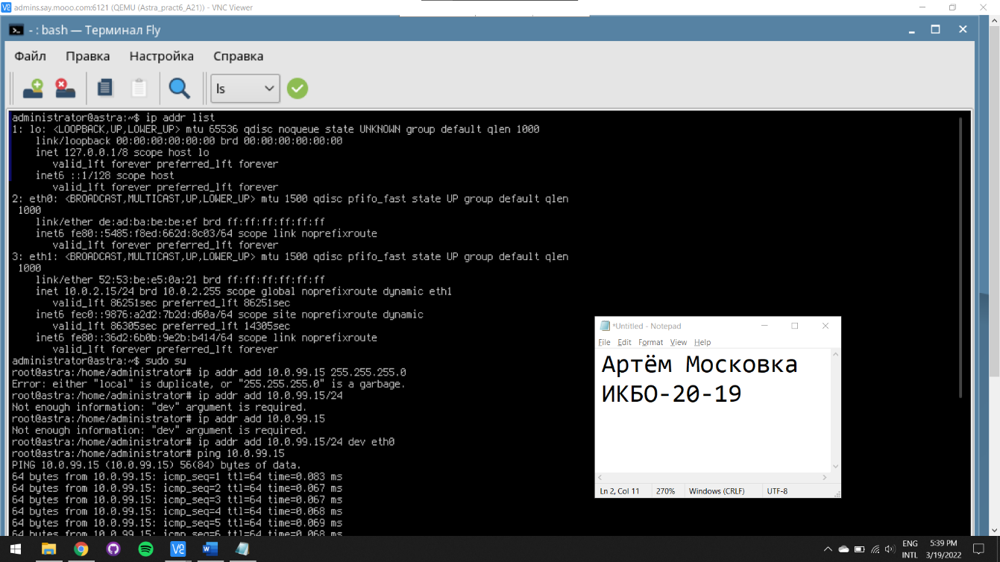 admins.say.mooo.com:6121 (QEMU (Astra_pract6_A21)) - VNC Viewer
- : bash — Терминал Fly
Файл Правка Настройка Справка
ls
administrator@astra:~$ ip addr list
1: lo: <LOOPBACK,UP,LOWER_UP> mtu 65536 qdisc noqueue state UNKNOWN group default qlen 1000
link/loopback 00:00:00:00:00:00 brd 00:00:00:00:00:00
inet 127.0.0.1/8 scope host lo
valid_lft forever preferred_lft forever
inet6 ::1/128 scope host
valid_lft forever preferred_lft forever
2: eth0: <BROADCAST,MULTICAST,UP,LOWER_UP> mtu 1500 qdisc pfifo_fast state UP group default qlen
1000
link/ether de:ad:ba:be:be:ef brd ff:ff:ff:ff:ff:ff
inet6 fe80::5485:f8ed:662d:8c03/64 scope link noprefixroute
valid_lft forever preferred_lft forever
3: eth1: <BROADCAST,MULTICAST,UP,LOWER_UP> mtu 1500 qdisc pfifo_fast state UP group default qlen
1000
link/ether 52:53:be:e5:0a:21 brd ff:ff:ff:ff:ff:ff
inet 10.0.2.15/24 brd 10.0.2.255 scope global noprefixroute dynamic eth1
valid_lft 86251sec preferred_lft 86251sec
inet6 fec0::9876:a2d2:7b2d:d60a/64 scope site noprefixroute dynamic
valid_lft 86305sec preferred_lft 14305sec
inet6 fe80::36d2:6b0b:9e2b:b414/64 scope link noprefixroute
valid_lft forever preferred_lft forever
administrator@astra:~$ sudo su
root@astra:/home/administrator# ip addr add 10.0.99.15 255.255.255.0
Error: either "local" is duplicate, or "255.255.255.0" is a garbage.
root@astra:/home/administrator# ip addr add 10.0.99.15/24
Not enough information: "dev" argument is required.
root@astra:/home/administrator# ip addr add 10.0.99.15
Not enough information: "dev" argument is required.
root@astra:/home/administrator# ip addr add 10.0.99.15/24 dev eth0
root@astra:/home/administrator# ping 10.0.99.15
PING 10.0.99.15 (10.0.99.15) 56(84) bytes of data.
64 bytes from 10.0.99.15: icmp_seq=1 ttl=64 time=0.083 ms
64 bytes from 10.0.99.15: icmp_seq=2 ttl=64 time=0.067 ms
64 bytes from 10.0.99.15: icmp_seq=3 ttl=64 time=0.067 ms
64 bytes from 10.0.99.15: icmp_seq=4 ttl=64 time=0.068 ms
64 bytes from 10.0.99.15: icmp_seq=5 ttl=64 time=0.069 ms
64 bytes from 10.0.99.15: icmp_seq=6 ttl=64 time=0.068 ms
*Untitled - Notepad
File Edit Format View Help
Артём Московка
ИКБО-20-19
Ln 2, Col 11 270% Windows (CRLF) UTF-8
ENG 5:39 PM
INTL 3/19/2022